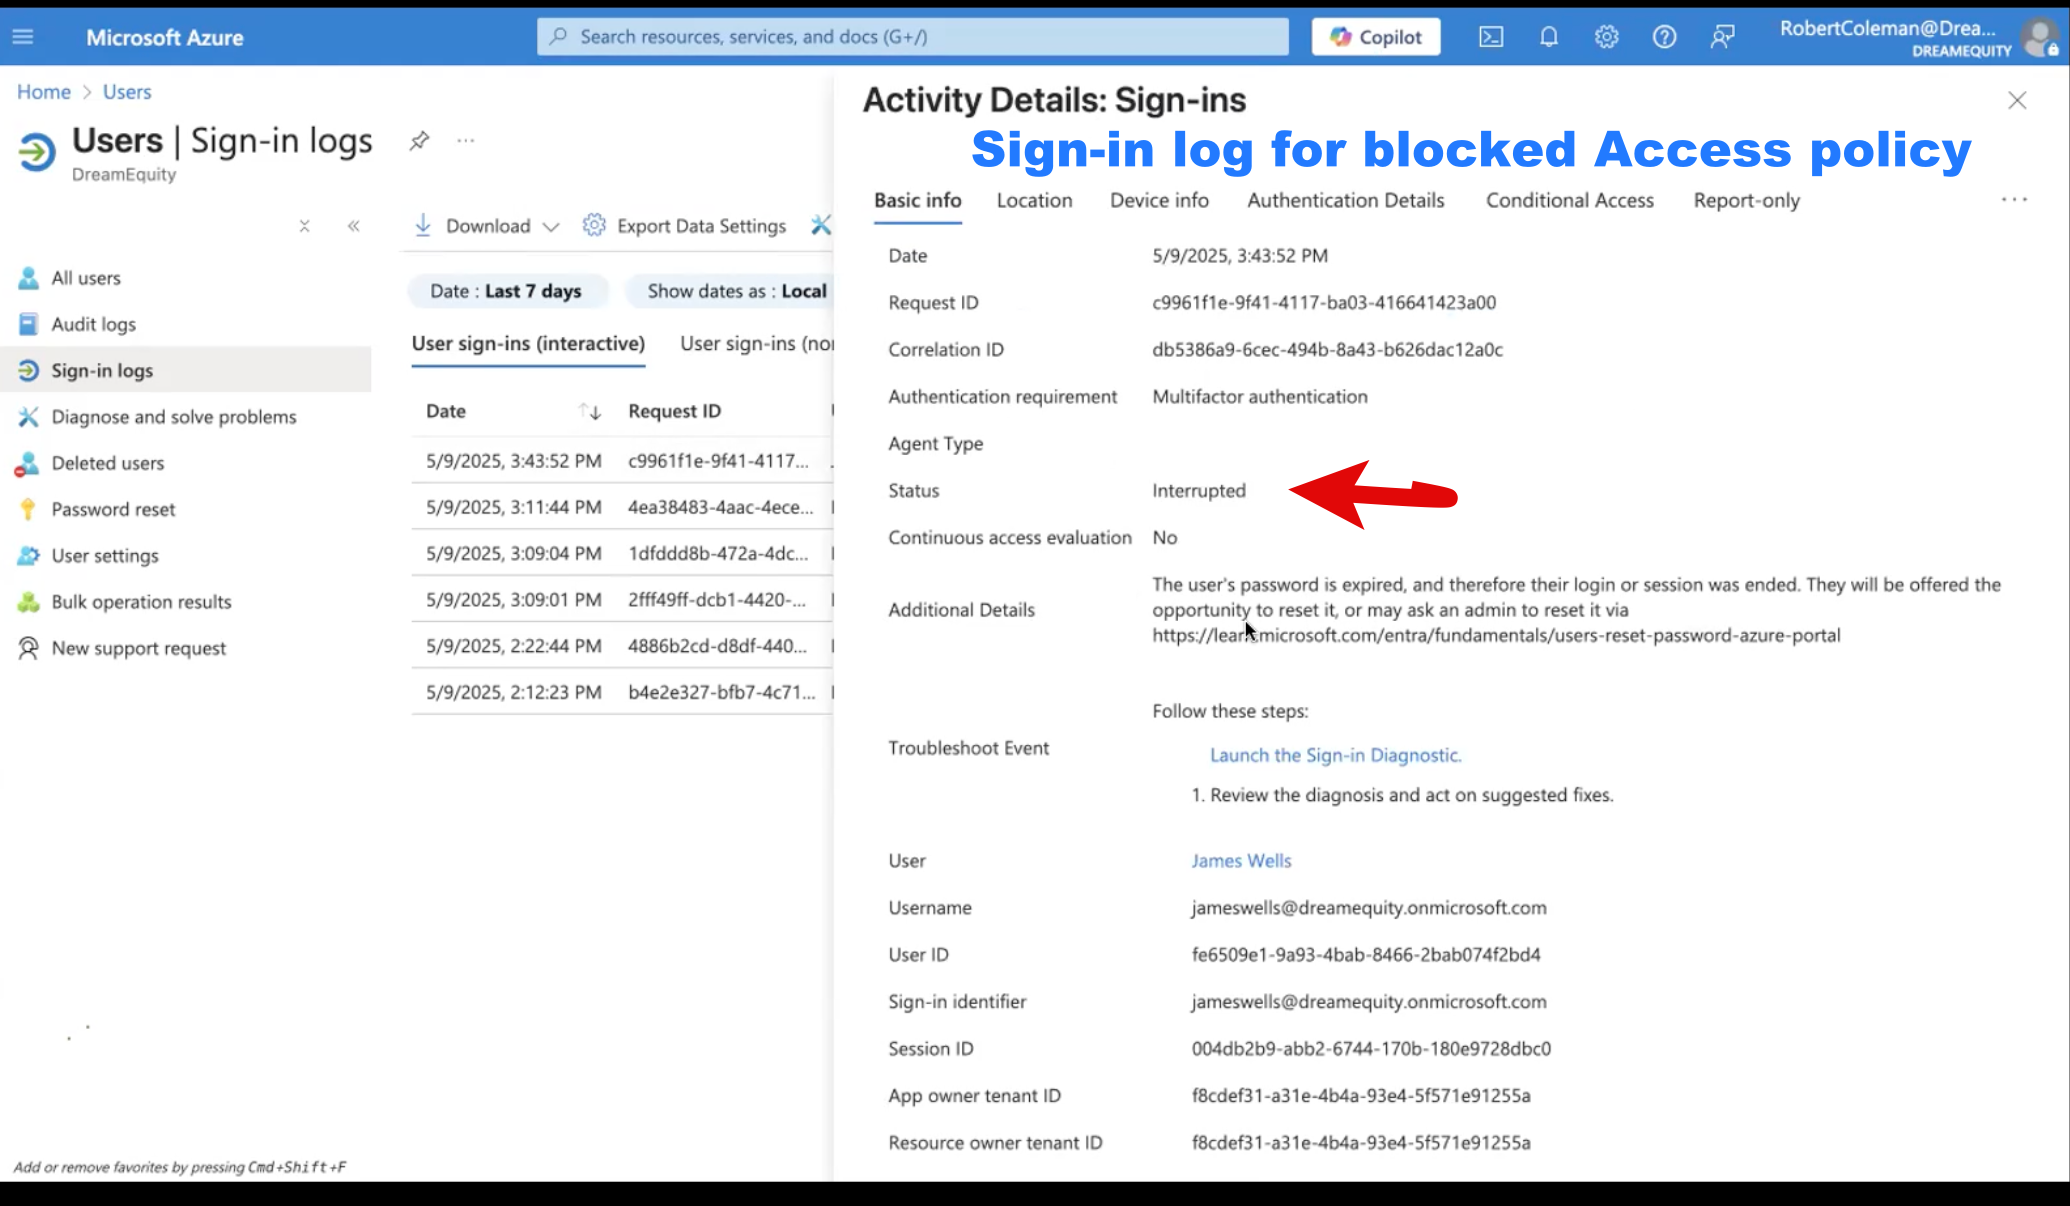 Microsoft Azure
Search resources, services, and docs (G+/)
Copilot
RobertColeman@Drea...
DREAMEQUITY
Home > Users
Users | Sign-in logs
DreamEquity
All users
Audit logs
Sign-in logs
Diagnose and solve problems
Deleted users
Password reset
User settings
Bulk operation results
New support request
Add or remove favorites by pressing Cmd+Shift+F
Download
Export Data Settings
Date : Last 7 days
Show dates as : Local
User sign-ins (interactive)
User sign-ins (no
Date
Request ID
5/9/2025, 3:43:52 PM c9961f1e-9f41-4117...
5/9/2025, 3:11:44 PM 4ea38483-4aac-4ece...
5/9/2025, 3:09:04 PM 1dfddd8b-472a-4dc...
5/9/2025, 3:09:01 PM 2fff49ff-dcb1-4420-...
5/9/2025, 2:22:44 PM 4886b2cd-d8df-440...
5/9/2025, 2:12:23 PM b4e2e327-bfb7-4c71...
Activity Details: Sign-ins
Sign-in log for blocked Access policy
Basic info
Location
Device info
Authentication Details
Conditional Access
Report-only
Date 5/9/2025, 3:43:52 PM
Request ID c9961f1e-9f41-4117-ba03-416641423a00
Correlation ID db5386a9-6cec-494b-8a43-b626dac12a0c
Authentication requirement Multifactor authentication
Agent Type
Status Interrupted
Continuous access evaluation No
Additional Details
The user's password is expired, and therefore their login or session was ended. They will be offered the
opportunity to reset it, or may ask an admin to reset it via
microsoft.com/entra/fundamentals/users-reset-password-azure-portal
Troubleshoot Event
Follow these steps:
Launch the Sign-in Diagnostic.
1. Review the diagnosis and act on suggested fixes.
User James Wells
Username jameswells@dreamequity.onmicrosoft.com
User ID fe6509e1-9a93-4bab-8466-2bab074f2bd4
Sign-in identifier jameswells@dreamequity.onmicrosoft.com
Session ID 004db2b9-abb2-6744-170b-180e9728dbc0
App owner tenant ID f8cdef31-a31e-4b4a-93e4-5f571e91255a
Resource owner tenant ID f8cdef31-a31e-4b4a-93e4-5f571e91255a